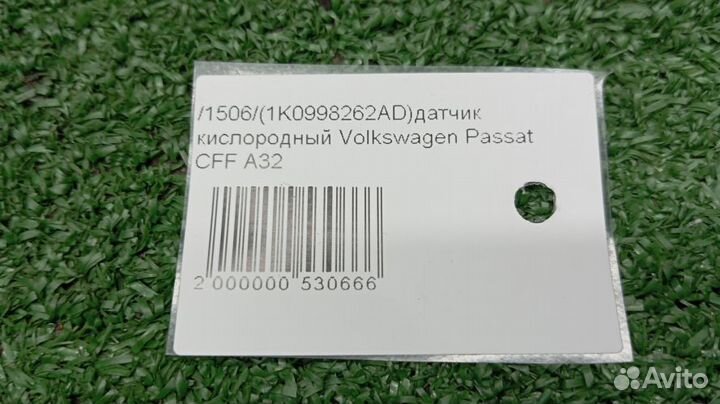 /1506/(1K0998262AD)датчик
кислородный Volkswagen Passat
CFF A32
2 000000 530666
Avito